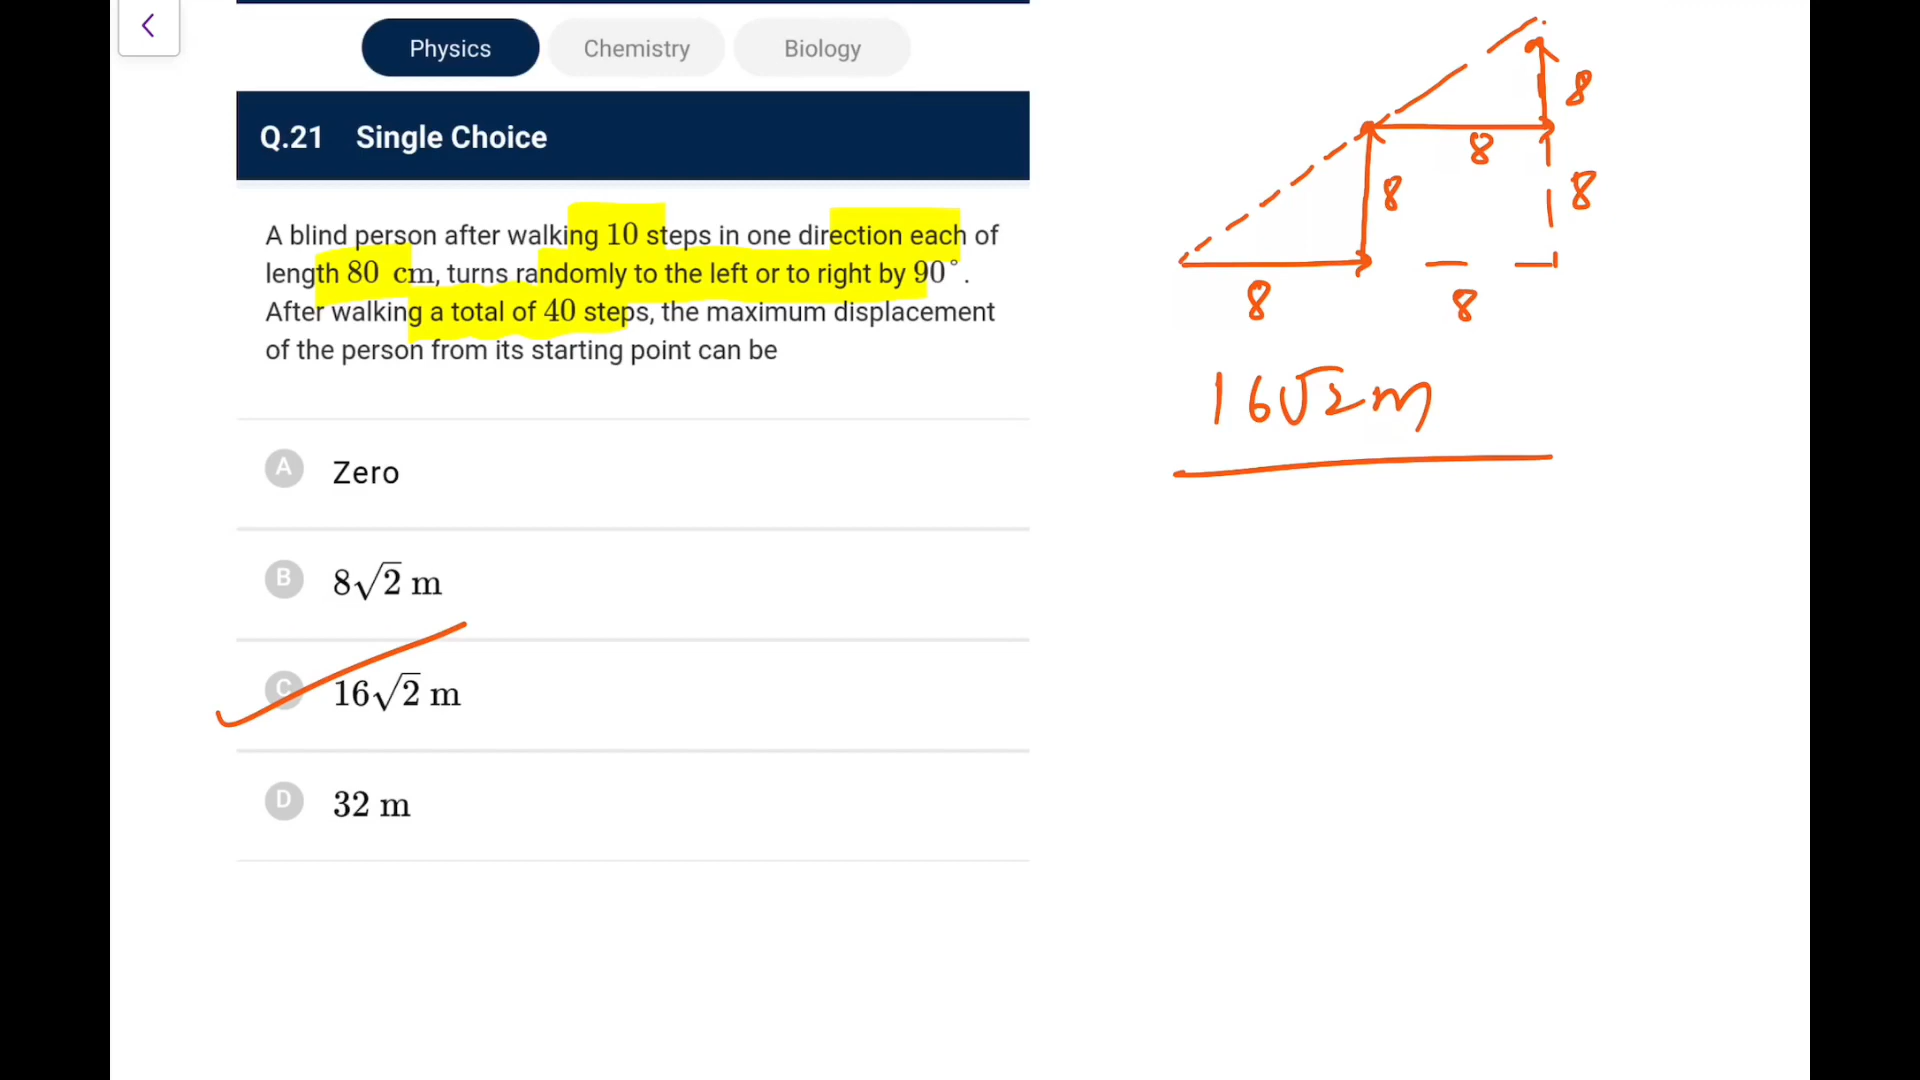 Physics Chemistry Biology
Q.21 Single Choice
A blind person after walking 10 steps in one direction each of
length 80 cm, turns randomly to the left or to right by 90°.
After walking a total of 40 steps, the maximum displacement
of the person from its starting point can be
A Zero
B 8√2 m
C 16√2 m
D 32 m
8
8
8
8
8
8
16√2m